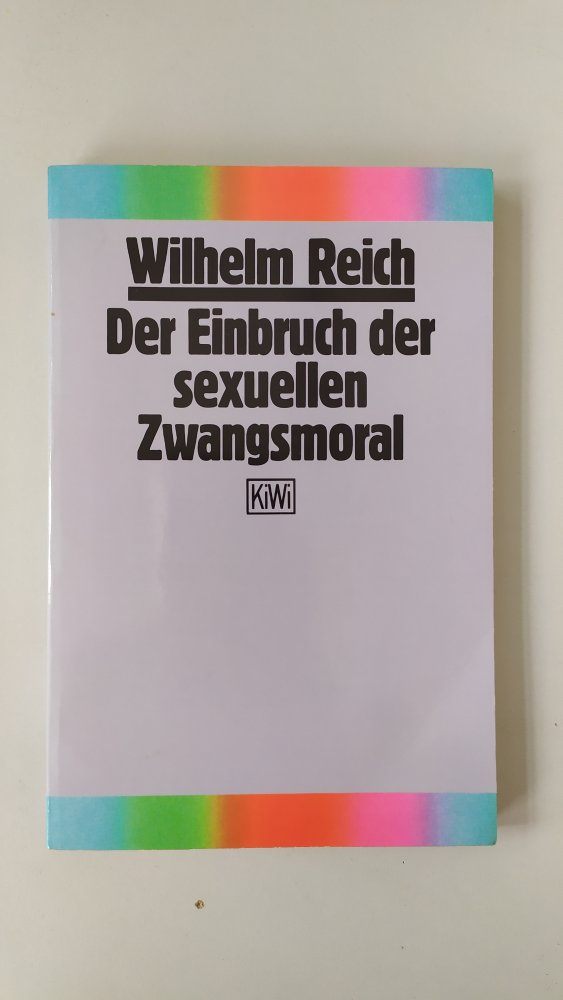 Wilhelm Reich
Der Einbruch der
sexuellen
Zwangsmoral
KiWi